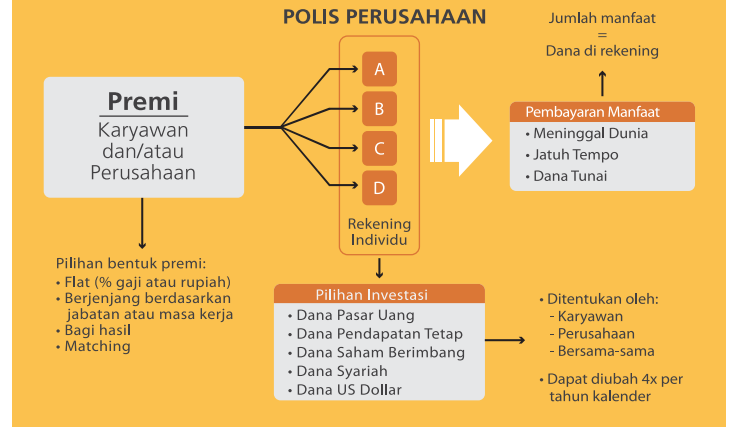 POLIS PERUSAHAAN
Jumlah manfaat
=
Dana di rekening
Premi
Karyawan
dan/atau
Perusahaan
A
B
C
D
Rekening
Individu
Pembayaran Manfaat
• Meninggal Dunia
• Jatuh Tempo
• Dana Tunai
Pilihan bentuk premi:
• Flat (% gaji atau rupiah)
• Berjenjang berdasarkan
jabatan atau masa kerja
• Bagi hasil
• Matching
Pilihan Investasi
• Dana Pasar Uang
• Dana Pendapatan Tetap
• Dana Saham Berimbang
• Dana Syariah
• Dana US Dollar
• Ditentukan oleh:
- Karyawan
- Perusahaan
- Bersama-sama
• Dapat diubah 4x per
tahun kalender